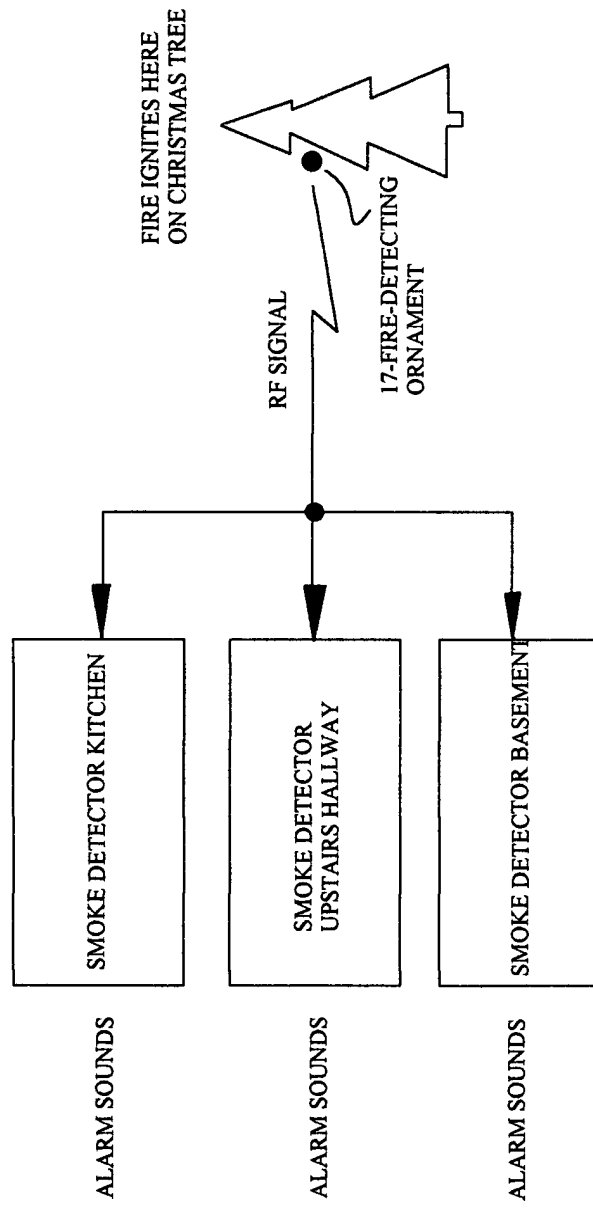 ALARM SOUNDS
SMOKE DETECTOR KITCHEN
FIRE IGNITES HERE
ON CHRISTMAS TREE
RF SIGNAL
ALARM SOUNDS
SMOKE DETECTOR
UPSTAIRS HALLWAY
17-FIRE-DETECTING
ORNAMENT
ALARM SOUNDS
SMOKE DETECTOR BASEMENT